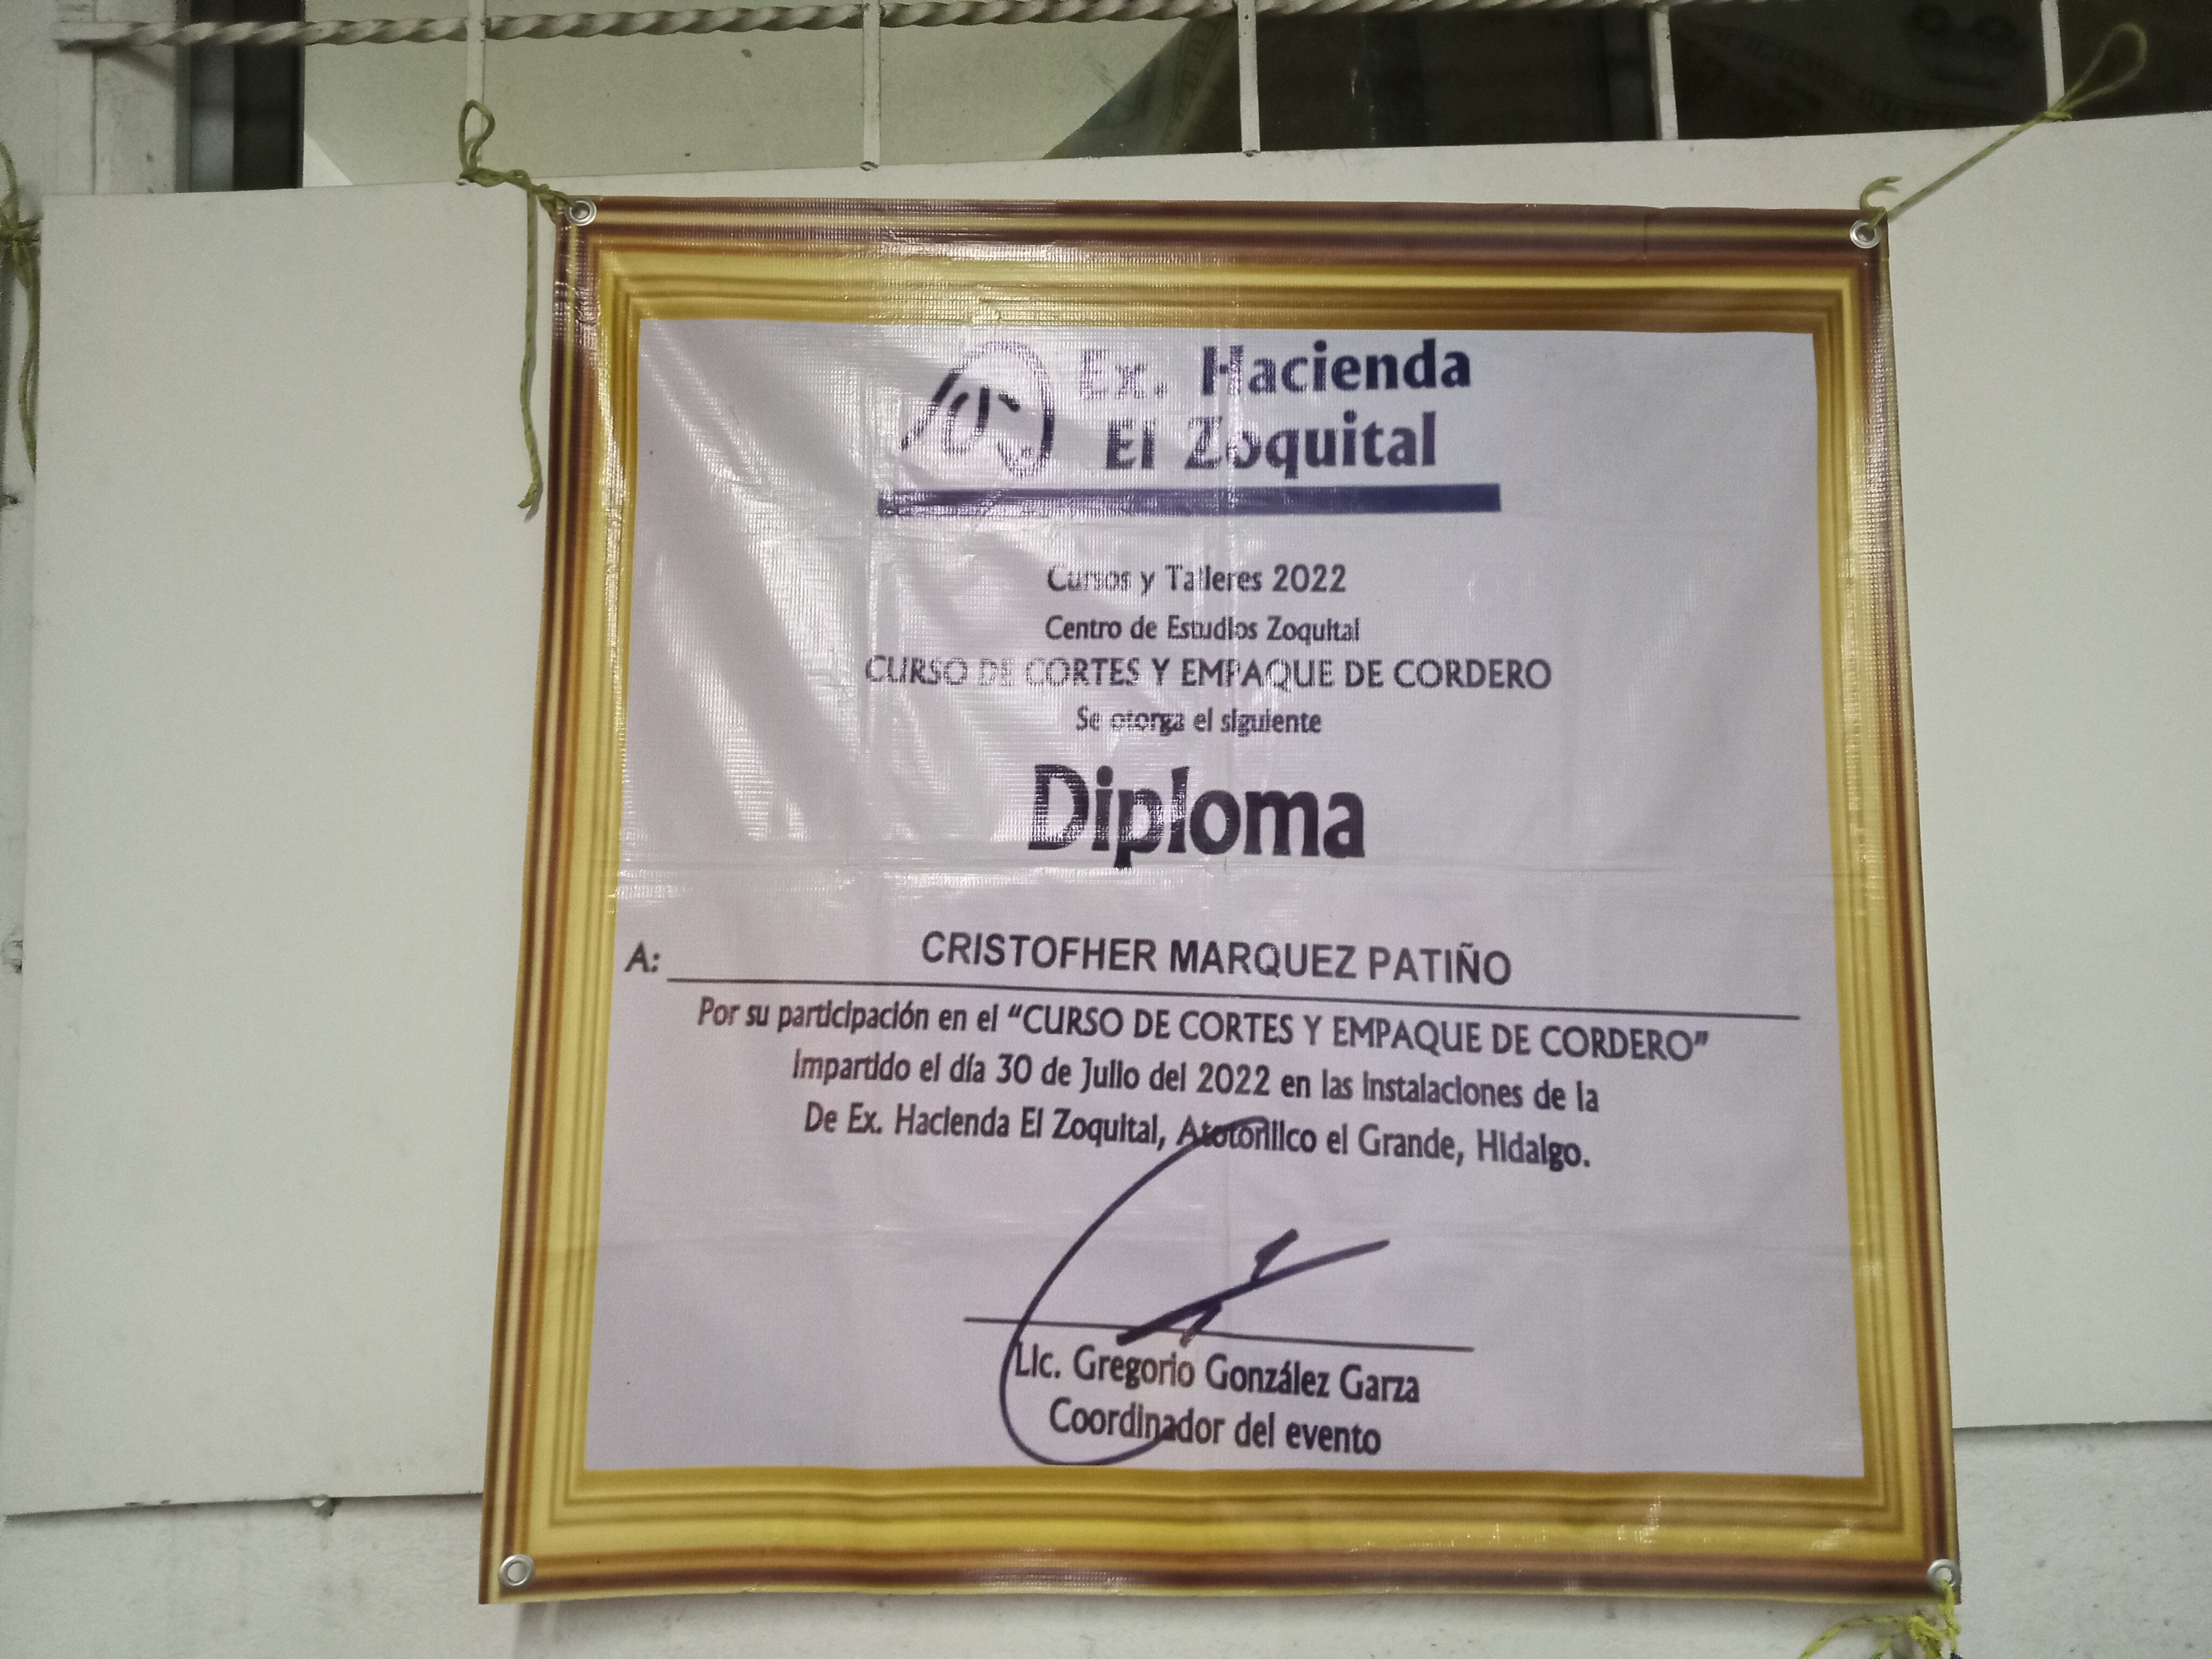 Ex. Hacienda
El Zoquital
Cursos y Talleres 2022
Centro de Estudios Zoquital
CURSO DE CORTES Y EMPAQUE DE CORDERO
Se otorga el siguiente
Diploma
A: CRISTOFHER MARQUEZ PATIÑO
Por su participación en el “CURSO DE CORTES Y EMPAQUE DE CORDERO”
Impartido el día 30 de Julio del 2022 en las instalaciones de la
De Ex. Hacienda El Zoquital, Atotonilco el Grande, Hidalgo.
Lic. Gregorio González Garza
Coordinador del evento